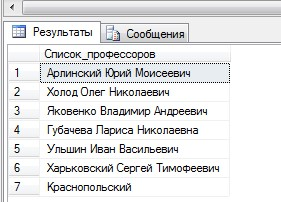 Результаты Сообщения
Список_профессоров
1 Арлинский Юрий Моисеевич
2 Холод Олег Николаевич
3 Яковенко Владимир Андреевич
4 Губачева Лариса Николаевна
5 Ульшин Иван Васильевич
6 Харьковский Сергей Тимофеевич
7 Краснопольский